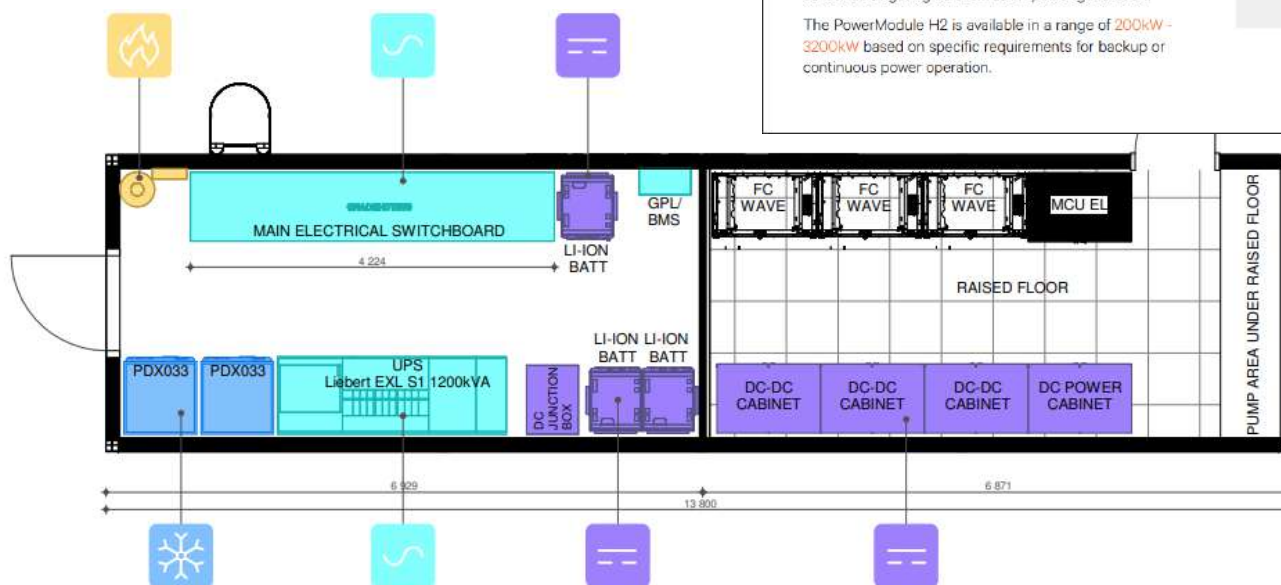 The PowerModule H2 is available in a range of 200kW -
3200kW based on specific requirements for backup or
continuous power operation.
MAIN ELECTRICAL SWITCHBOARD
4 224
LI-ION
BATT
GPL/
BMS
FC
WAVE
FC
WAVE
FC
WAVE
MCU EL
RAISED FLOOR
PUMP AREA UNDER RAISED FLOOR
PDX033
PDX033
UPS
Liebert EXL S1 1200kVA
DC
JUNCTION
BOX
LI-ION
BATT
LI-ION
BATT
DC-DC
CABINET
DC-DC
CABINET
DC-DC
CABINET
DC POWER
CABINET
6 929
6 871
13 800